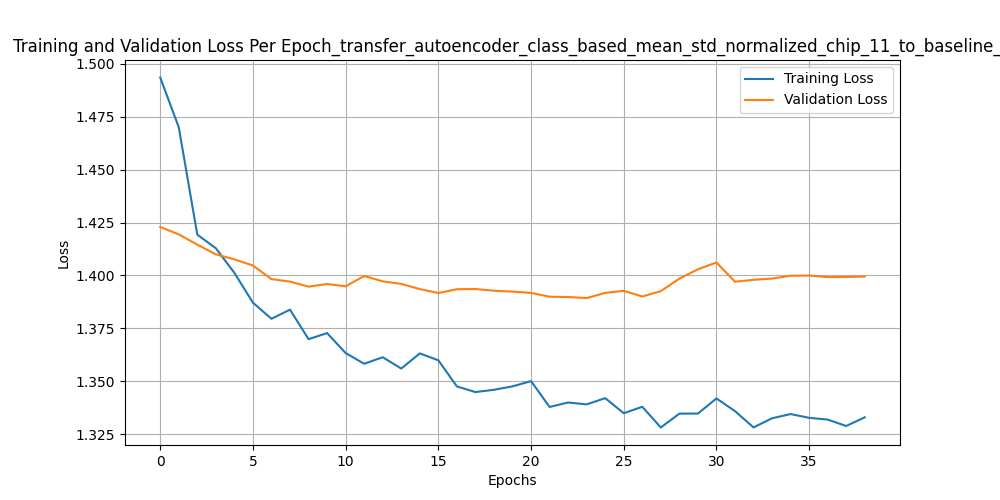 Training and Validation Loss Per Epoch_transfer_autoencoder_class_based_mean_std_normalized_chip_11_to_baseline_
Training Loss
Validation Loss
1.500
1.475
1.450
1.425
1.400
1.375
1.350
1.325
Loss
0 5 10 15 20 25 30 35
Epochs